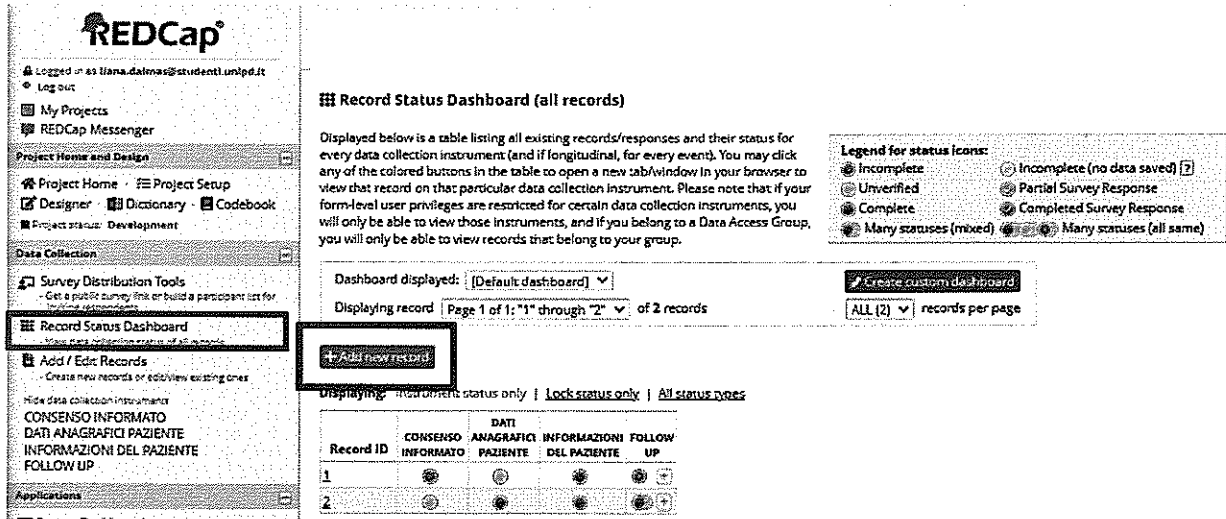 REDCap®
Logged in as liana.dalmas@studenti.unipd.it
Log out
My Projects
REDCap Messenger
Project Home and Design
Project Home · Project Setup
Designer · Dictionary · Codebook
Project status: Development
Data Collection
Survey Distribution Tools
- Get a public survey link or build a participant list for
inviting respondents
Record Status Dashboard
- View data collection status of all records
Add / Edit Records
- Create new records or edit/view existing ones
Hide data collection instruments
CONSENSO INFORMATO
DATI ANAGRAFICI PAZIENTE
INFORMAZIONI DEL PAZIENTE
FOLLOW UP
Applications
Record Status Dashboard (all records)
Displayed below is a table listing all existing records/responses and their status for
every data collection instrument (and if longitudinal, for every event). You may click
any of the colored buttons in the table to open a new tab/window in your browser to
view that record on that particular data collection instrument. Please note that if your
form-level user privileges are restricted for certain data collection instruments, you
will only be able to view those instruments, and if you belong to a Data Access Group,
you will only be able to view records that belong to your group.
Legend for status icons:
Incomplete
Incomplete (no data saved) ?
Unverified
Partial Survey Response
Complete
Completed Survey Response
Many statuses (mixed)
Many statuses (all same)
Dashboard displayed: [Default dashboard]
Create custom dashboard
Displaying record Page 1 of 1: "1" through "2" of 2 records
ALL (2) records per page
+ Add new record
Displaying: Instrument status only | Lock status only | All status types
Record ID
CONSENSO
INFORMATO
DATI
ANAGRAFICI
PAZIENTE
INFORMAZIONI
DEL PAZIENTE
FOLLOW
UP
1
2